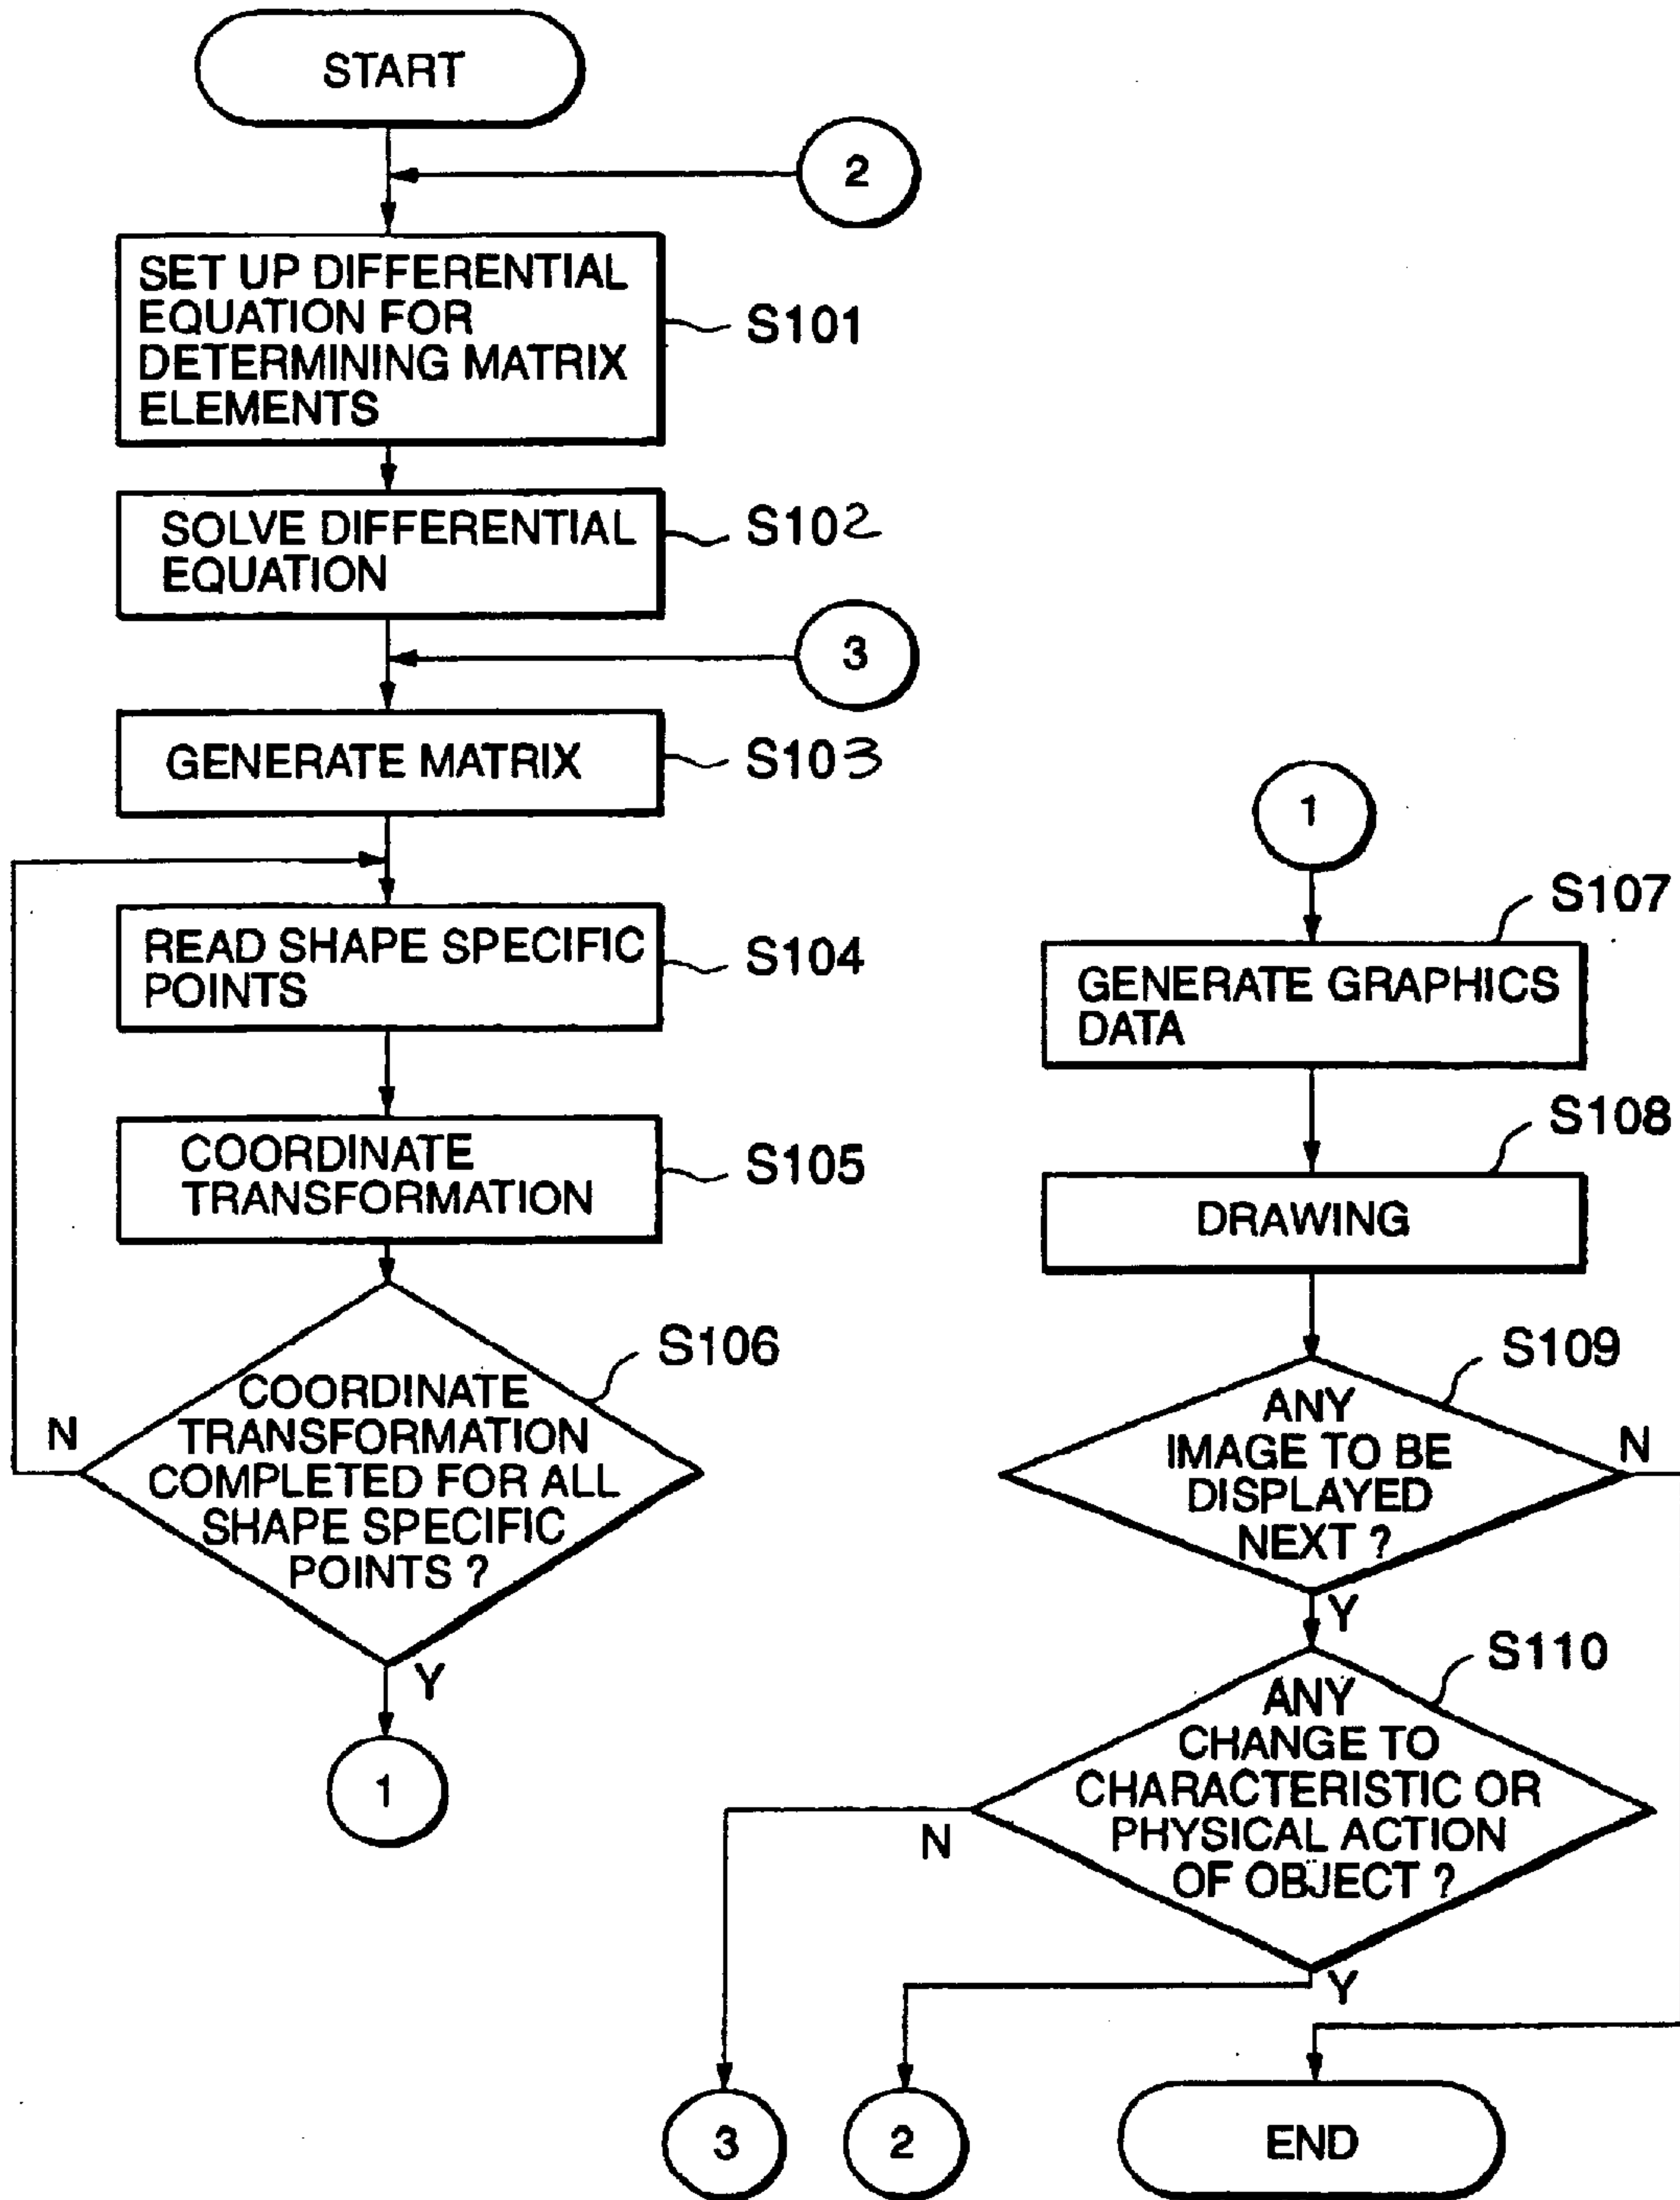 START
2
SET UP DIFFERENTIAL
EQUATION FOR
DETERMINING MATRIX
ELEMENTS
S101
SOLVE DIFFERENTIAL
EQUATION
S102
3
GENERATE MATRIX
S103
READ SHAPE SPECIFIC
POINTS
S104
COORDINATE
TRANSFORMATION
S105
S106
COORDINATE
TRANSFORMATION
COMPLETED FOR ALL
SHAPE SPECIFIC
POINTS ?
N
Y
1
1
S107
GENERATE GRAPHICS
DATA
S108
DRAWING
S109
ANY
IMAGE TO BE
DISPLAYED
NEXT ?
N
Y
S110
ANY
CHANGE TO
CHARACTERISTIC OR
PHYSICAL ACTION
OF OBJECT ?
N
Y
3
2
END